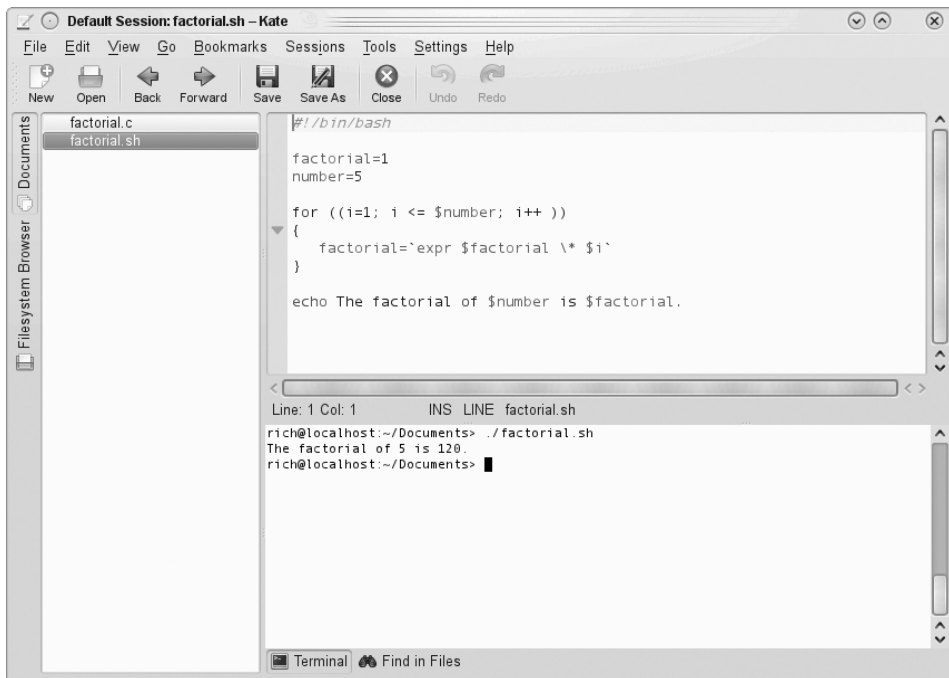 Default Session: factorial.sh – Kate
File Edit View Go Bookmarks Sessions Tools Settings Help
New Open Back Forward Save Save As Close Undo Redo
Documents
Filesystem Browser
factorial.c
factorial.sh
#!/bin/bash
factorial=1
number=5
for ((i=1; i <= $number; i++ ))
{
factorial=`expr $factorial \* $i`
}
echo The factorial of $number is $factorial.
Line: 1 Col: 1 INS LINE factorial.sh
rich@localhost:~/Documents> ./factorial.sh
The factorial of 5 is 120.
rich@localhost:~/Documents>
Terminal Find in Files